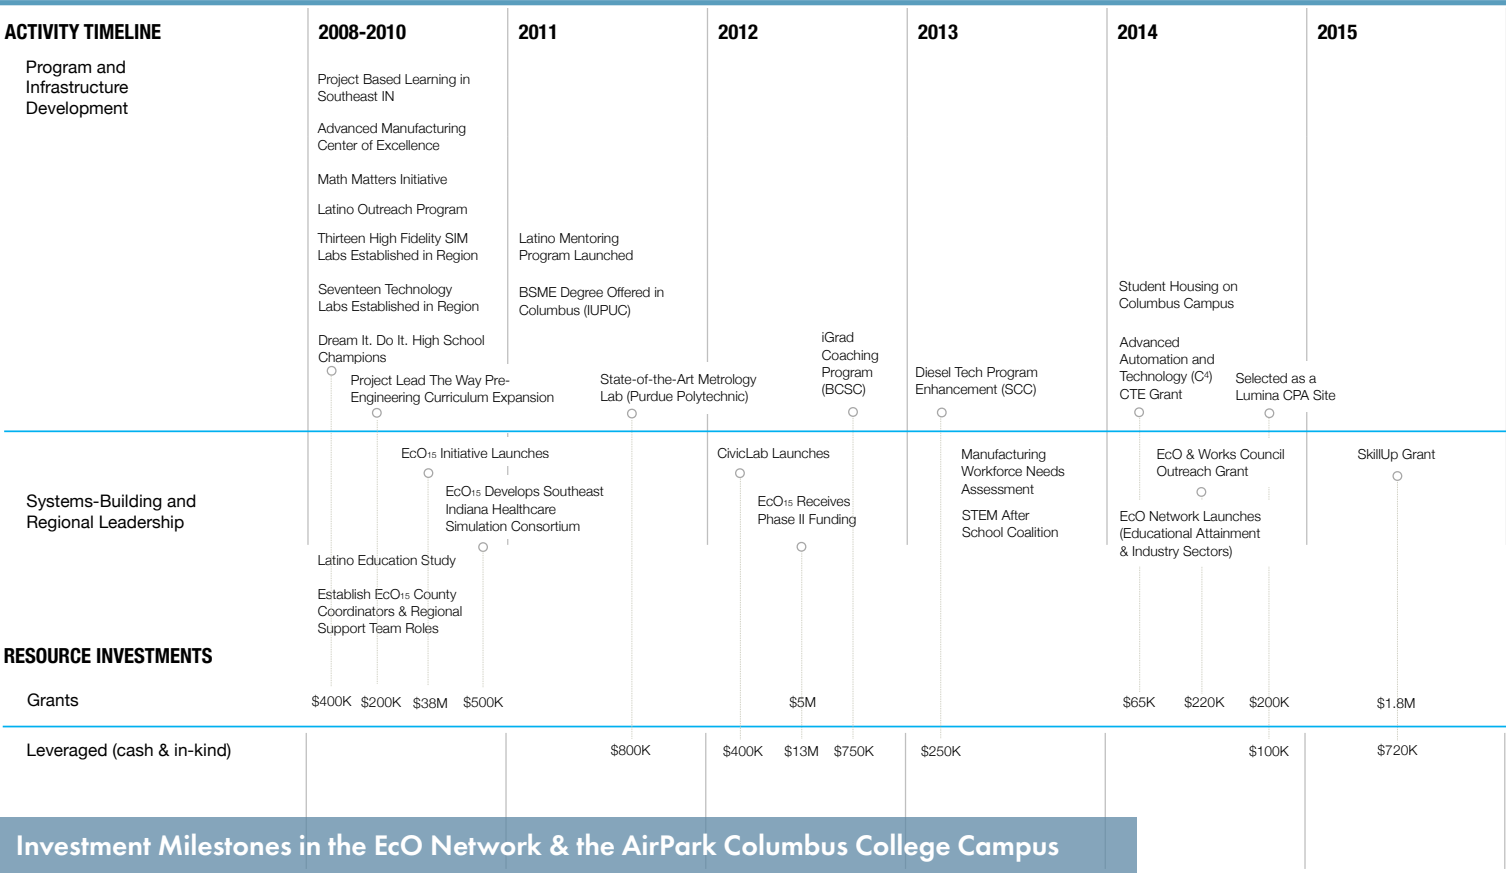 ACTIVITY TIMELINE
2008-2010
2011
2012
2013
2014
2015
Program and
Infrastructure
Development
Project Based Learning in
Southeast IN
Advanced Manufacturing
Center of Excellence
Math Matters Initiative
Latino Outreach Program
Thirteen High Fidelity SIM
Labs Established in Region
Seventeen Technology
Labs Established in Region
Dream It. Do It. High School
Champions
Project Lead The Way Pre-
Engineering Curriculum Expansion
Latino Mentoring
Program Launched
BSME Degree Offered in
Columbus (IUPUC)
State-of-the-Art Metrology
Lab (Purdue Polytechnic)
iGrad
Coaching
Program
(BCSC)
Diesel Tech Program
Enhancement (SCC)
Student Housing on
Columbus Campus
Advanced
Automation and
Technology (C⁴)
CTE Grant
Selected as a
Lumina CPA Site
Systems-Building and
Regional Leadership
EcO₁₅ Initiative Launches
EcO₁₅ Develops Southeast
Indiana Healthcare
Simulation Consortium
Latino Education Study
Establish EcO₁₅ County
Coordinators & Regional
Support Team Roles
CivicLab Launches
EcO₁₅ Receives
Phase II Funding
Manufacturing
Workforce Needs
Assessment
STEM After
School Coalition
EcO & Works Council
Outreach Grant
EcO Network Launches
(Educational Attainment
& Industry Sectors)
SkillUp Grant
RESOURCE INVESTMENTS
Grants
$400K
$200K
$38M
$500K
$5M
$65K
$220K
$200K
$1.8M
Leveraged (cash & in-kind)
$800K
$400K
$13M
$750K
$250K
$100K
$720K
Investment Milestones in the EcO Network & the AirPark Columbus College Campus